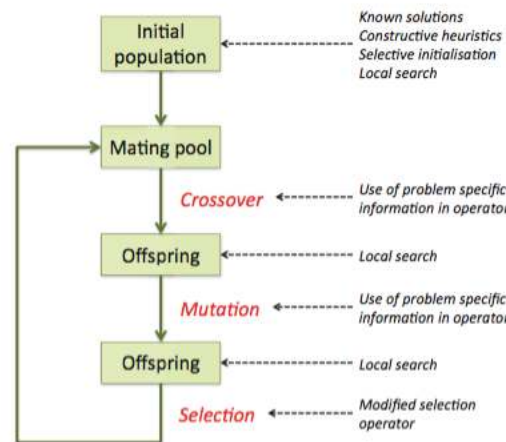 Initial
population
Known solutions
Constructive heuristics
Selective initialisation
Local search
Mating pool
Crossover
Use of problem specific
information in operator
Offspring
Local search
Mutation
Use of problem specific
information in operator
Offspring
Local search
Selection
Modified selection
operator